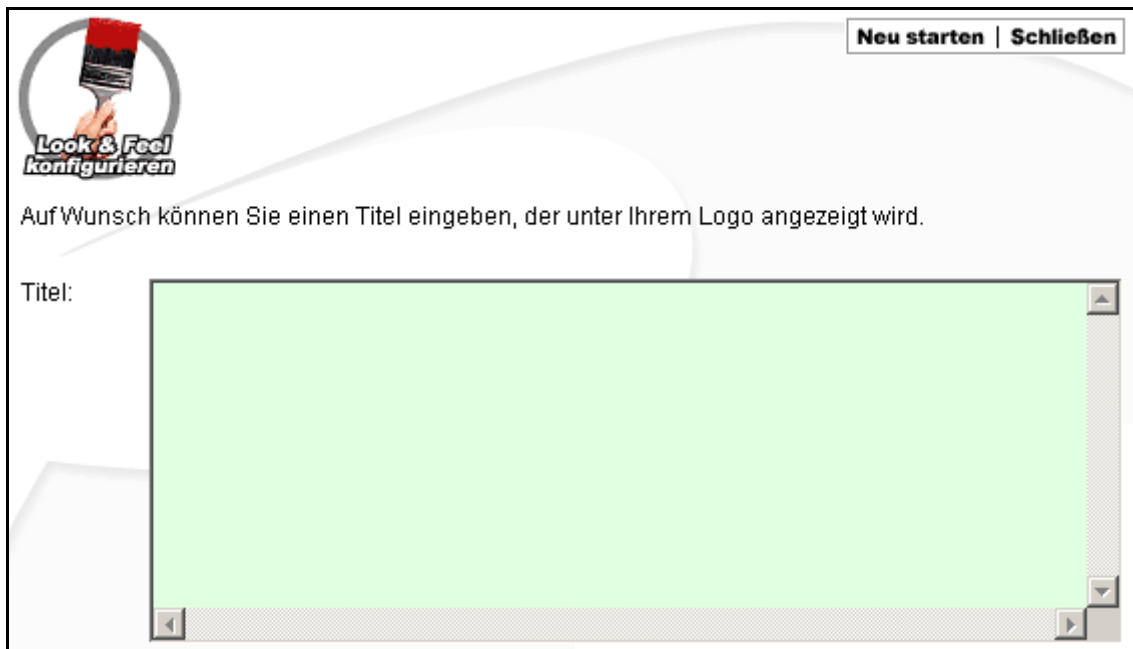 Neu starten | Schließen
Look & Feel
konfigurieren
Auf Wunsch können Sie einen Titel eingeben, der unter Ihrem Logo angezeigt wird.
Titel: